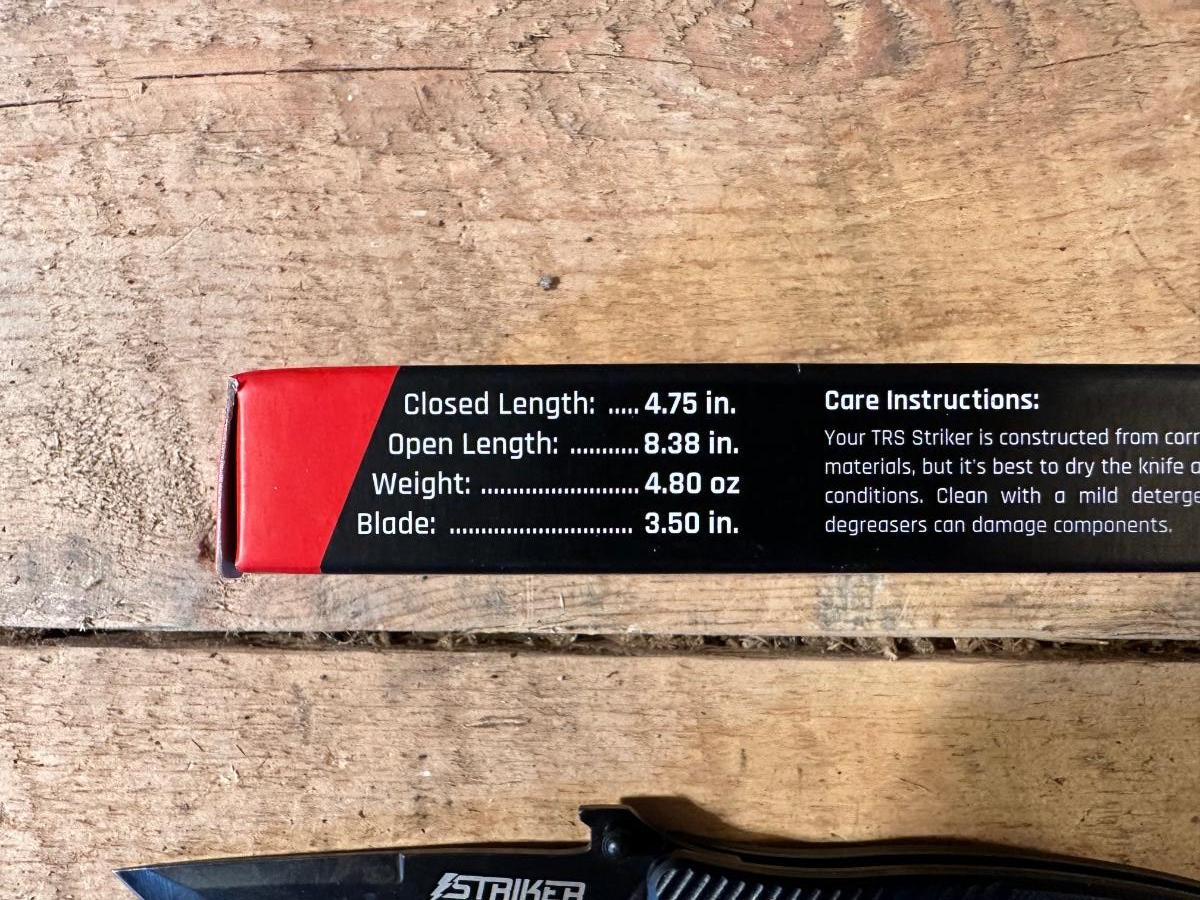 Closed Length: ..... 4.75 in.
Open Length: ........... 8.38 in.
Weight: ......................... 4.80 oz
Blade: ............................. 3.50 in.
Care Instructions:
Your TRS Striker is constructed from
materials, but it's best to dry the knife
conditions. Clean with a mild
degreasers can damage components.
STRIKER